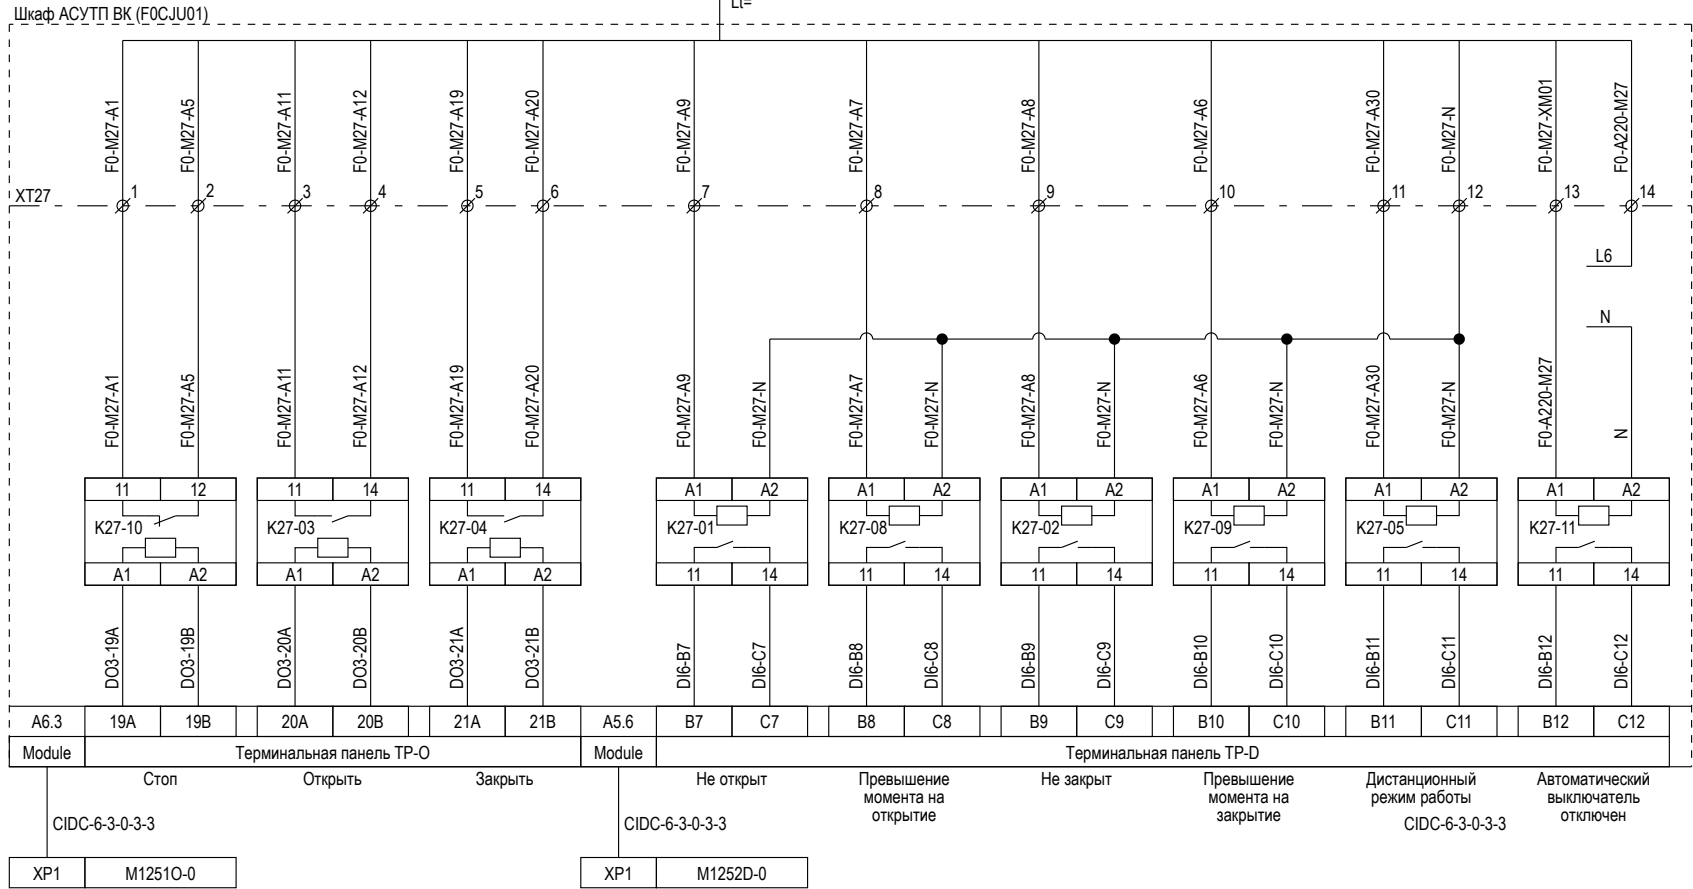 Lt=
Шкаф АСУТП ВК (F0CJU01)
F0-M27-A1
F0-M27-A5
F0-M27-A11
F0-M27-A12
F0-M27-A19
F0-M27-A20
F0-M27-A9
F0-M27-A7
F0-M27-A8
F0-M27-A6
F0-M27-A30
F0-M27-N
F0-M27-XM01
F0-A220-M27
XT27 1 2 3 4 5 6 7 8 9 10 11 12 13 14
L6
N
F0-M27-A1
F0-M27-A5
F0-M27-A11
F0-M27-A12
F0-M27-A19
F0-M27-A20
F0-M27-A9
F0-M27-N
F0-M27-A7
F0-M27-N
F0-M27-A8
F0-M27-N
F0-M27-A6
F0-M27-N
F0-M27-A30
F0-M27-N
F0-A220-M27
N
11 12 11 14 11 14 A1 A2 A1 A2 A1 A2 A1 A2 A1 A2 A1 A2
K27-10 K27-03 K27-04 K27-01 K27-08 K27-02 K27-09 K27-05 K27-11
A1 A2 A1 A2 A1 A2 11 14 11 14 11 14 11 14 11 14 11 14
DO3-19A
DO3-19B
DO3-20A
DO3-20B
DO3-21A
DO3-21B
DI6-B7
DI6-C7
DI6-B8
DI6-C8
DI6-B9
DI6-C9
DI6-B10
DI6-C10
DI6-B11
DI6-C11
DI6-B12
DI6-C12
A6.3 19A 19B 20A 20B 21A 21B A5.6 B7 C7 B8 C8 B9 C9 B10 C10 B11 C11 B12 C12
Module Терминальная панель TP-O Module Терминальная панель TP-D
Стоп
Открыть
Закрыть
Не открыт
Превышение
момента на
открытие
Не закрыт
Превышение
момента на
закрытие
Дистанционный
режим работы
Автоматический
выключатель
отключен
CIDC-6-3-0-3-3
CIDC-6-3-0-3-3
CIDC-6-3-0-3-3
XP1 M1251O-0
XP1 M1252D-0